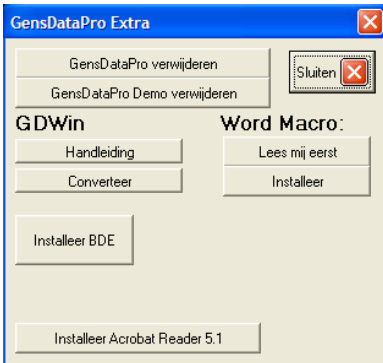 GensDataPro Extra
GensDataPro verwijderen
Sluiten
GensDataPro Demo verwijderen
GDWin
Word Macro:
Handleiding
Lees mij eerst
Converteer
Installeer
Installeer BDE
Installeer Acrobat Reader 5.1